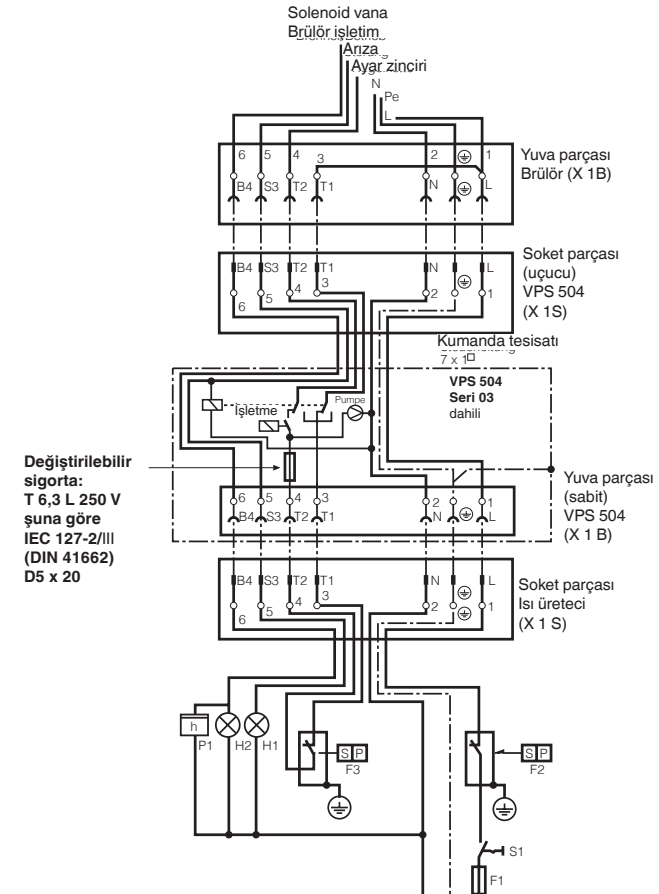 Solenoid vana
Brülör işletim
Arıza
Ayar zinciri
N
Pe
L
6 5 4 3 2 1
B4 S3 T2 T1 N L
Yuva parçası
Brülör (X 1B)
B4 S3 T2 T1 N L
6 5 4 3 2 1
Soket parçası
(uçucu)
VPS 504
(X 1S)
Kumanda tesisatı
7 x 1
VPS 504
Seri 03
dahili
İşletme
Pumpe
Değiştirilebilir
sigorta:
T 6,3 L 250 V
şuna göre
IEC 127-2/III
(DIN 41662)
D5 x 20
6 5 4 3 2 1
B4 S3 T2 T1 N L
Yuva parçası
(sabit)
VPS 504
(X 1 B)
B4 S3 T2 T1 N L
6 5 4 3 2 1
Soket parçası
Isı üreteci
(X 1 S)
h
P1 H2 H1
S P
F3
S P
F2
S1
F1